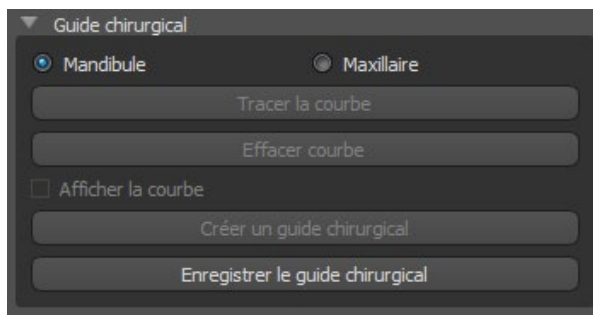 Guide chirurgical
Mandibule Maxillaire
Tracer la courbe
Effacer courbe
Afficher la courbe
Créer un guide chirurgical
Enregistrer le guide chirurgical